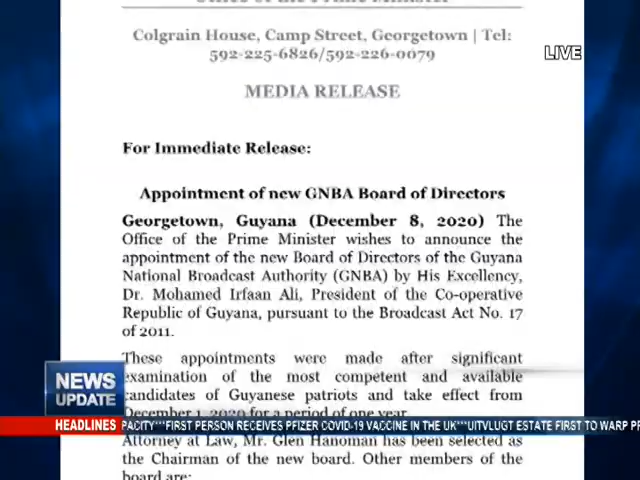 Office of the Prime Minister
Colgrain House, Camp Street, Georgetown | Tel:
592-225-6826/592-226-0079
LIVE
MEDIA RELEASE
For Immediate Release:
Appointment of new GNBA Board of Directors
Georgetown, Guyana (December 8, 2020) The
Office of the Prime Minister wishes to announce the
appointment of the new Board of Directors of the Guyana
National Broadcast Authority (GNBA) by His Excellency,
Dr. Mohamed Irfaan Ali, President of the Co-operative
Republic of Guyana, pursuant to the Broadcast Act No. 17
of 2011.
These appointments were made after significant
examination of the most competent and available
candidates of Guyanese patriots and take effect from
December 1, 2020 for a period of one year.
NEWS
UPDATE
HEADLINES PACITY***FIRST PERSON RECEIVES PFIZER COVID-19 VACCINE IN THE UK***UITVLUGT ESTATE FIRST TO WARP PR
Attorney at Law, Mr. Glen Hanoman has been selected as
the Chairman of the new board. Other members of the
board are: